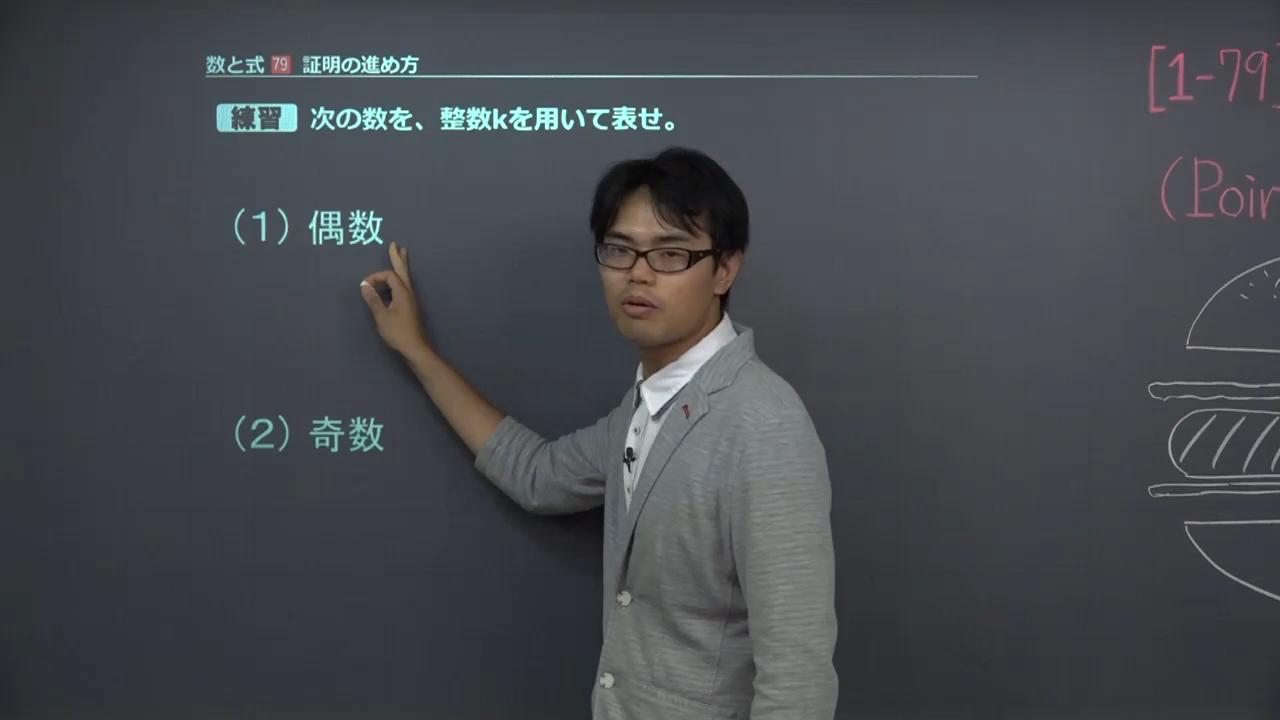 数と式 79 証明の進め方
練習 次の数を、整数kを用いて表せ。
(1) 偶数
(2) 奇数
[1-79]
(Poin